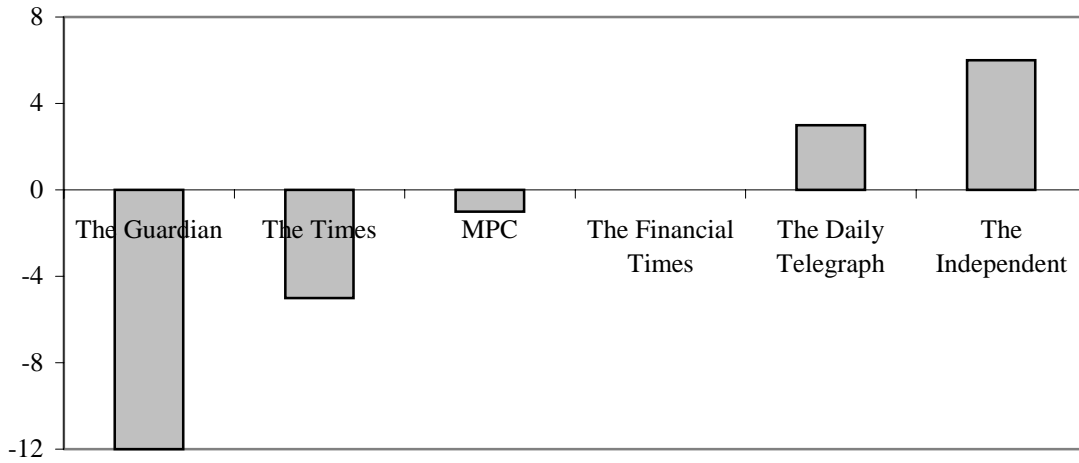 8
4
0
The Guardian
The Times
MPC
The Financial
Times
The Daily
Telegraph
The
Independent
-4
-8
-12